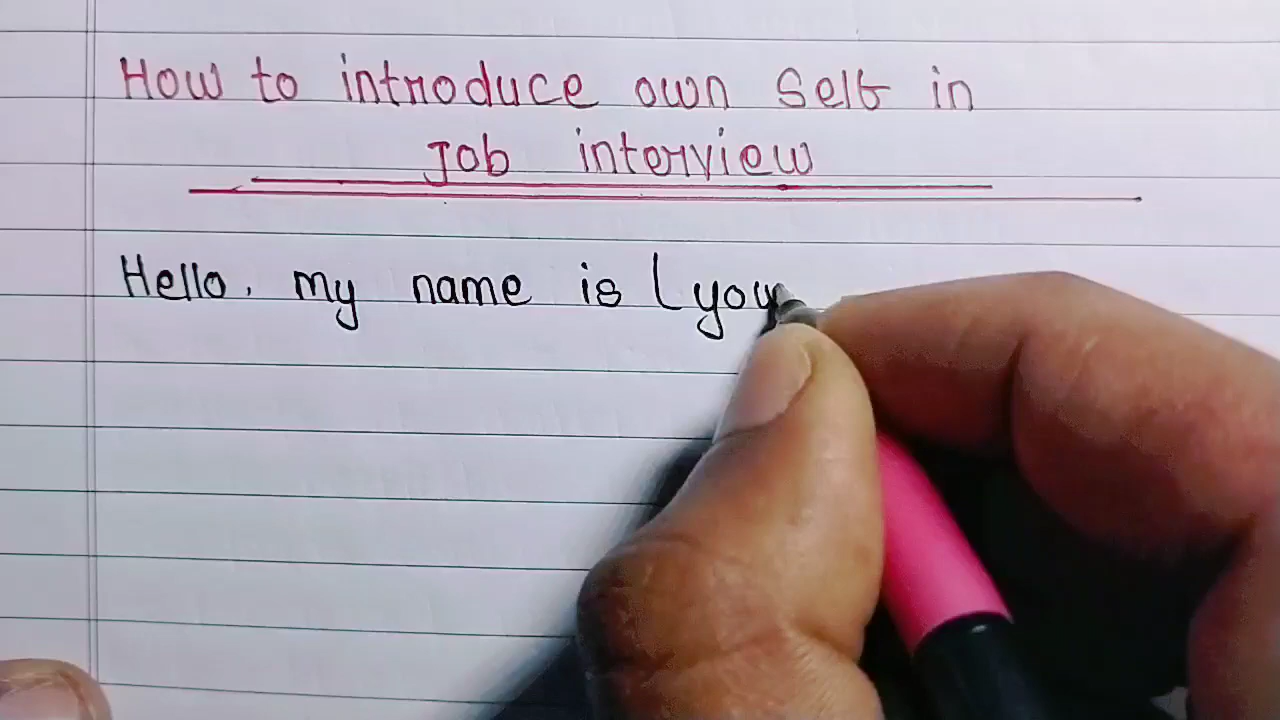 How to introduce own Self in
Job interview
Hello, my name is (you